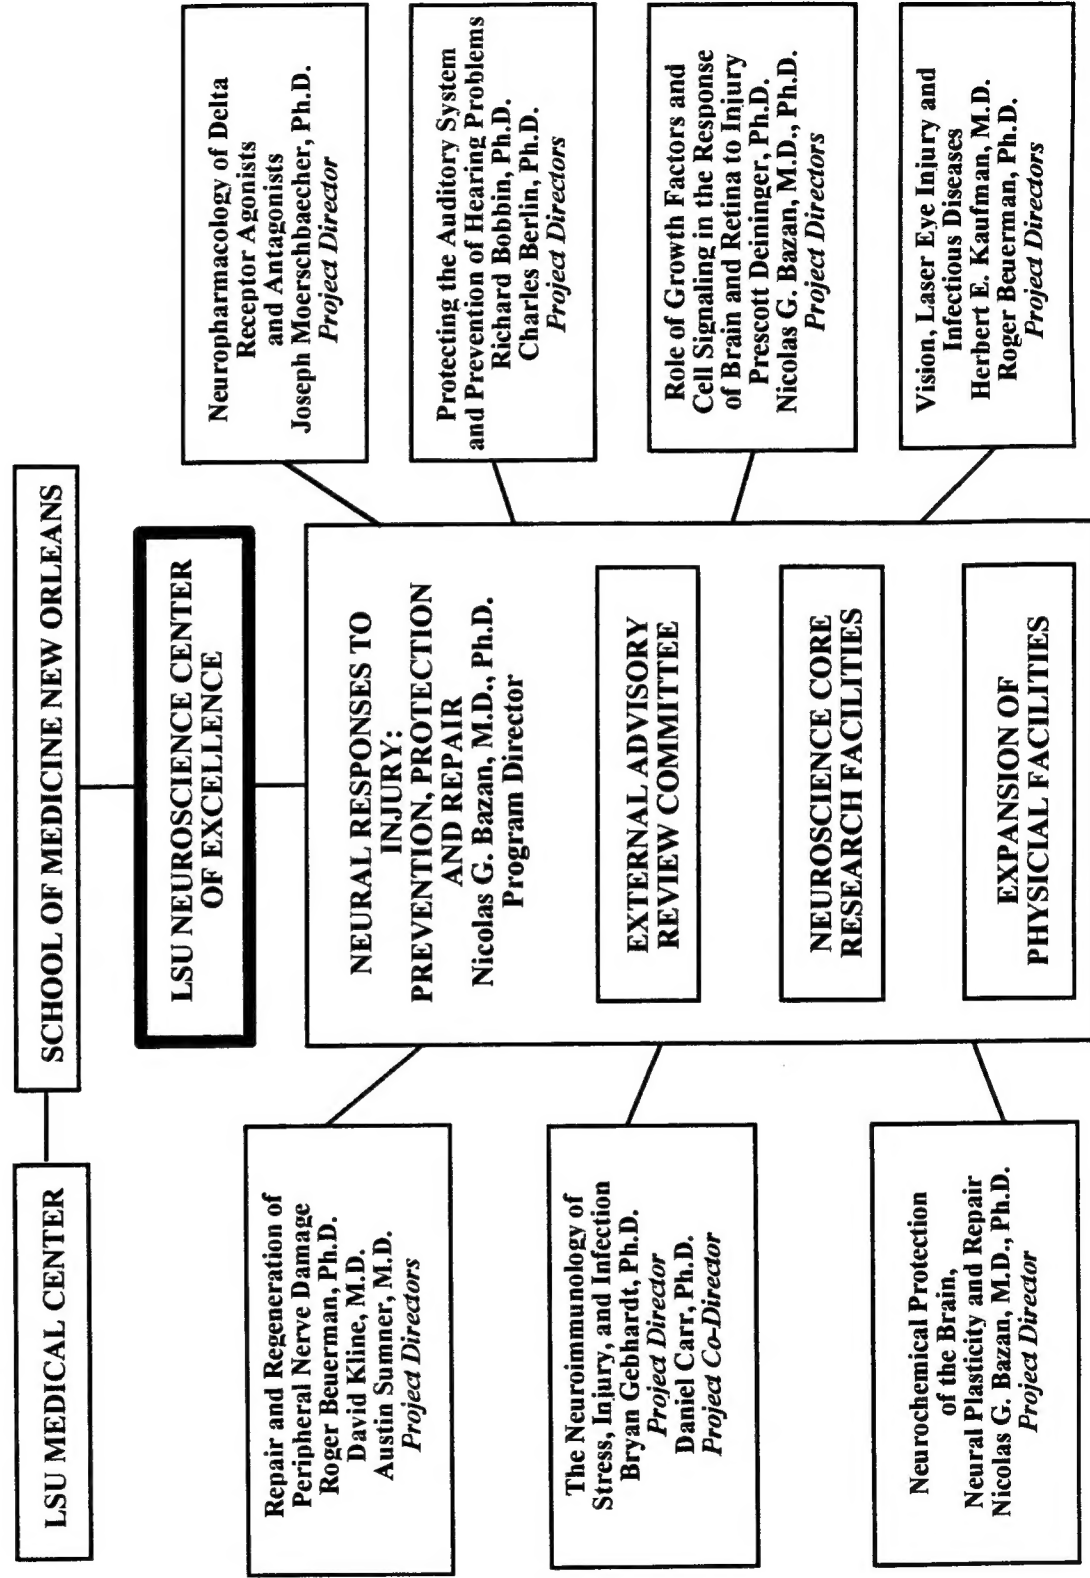 LSU MEDICAL CENTER
SCHOOL OF MEDICINE NEW ORLEANS
LSU NEUROSCIENCE CENTER
OF EXCELLENCE
Repair and Regeneration of
Peripheral Nerve Damage
Roger Beuerman, Ph.D.
David Kline, M.D.
Austin Sumner, M.D.
Project Directors
The Neuroimmunology of
Stress, Injury, and Infection
Bryan Gebhardt, Ph.D.
Project Director
Daniel Carr, Ph.D.
Project Co-Director
Neurochemical Protection
of the Brain,
Neural Plasticity and Repair
Nicolas G. Bazan, M.D., Ph.D.
Project Director
NEURAL RESPONSES TO
INJURY:
PREVENTION, PROTECTION
AND REPAIR
Nicolas G. Bazan, M.D., Ph.D.
Program Director
EXTERNAL ADVISORY
REVIEW COMMITTEE
NEUROSCIENCE CORE
RESEARCH FACILITIES
EXPANSION OF
PHYSICIAL FACILITIES
Neuropharmacology of Delta
Receptor Agonists
and Antagonists
Joseph Moerschbaecher, Ph.D.
Project Director
Protecting the Auditory System
and Prevention of Hearing Problems
Richard Bobbin, Ph.D.
Charles Berlin, Ph.D.
Project Directors
Role of Growth Factors and
Cell Signaling in the Response
of Brain and Retina to Injury
Prescott Deininger, Ph.D.
Nicolas G. Bazan, M.D., Ph.D.
Project Directors
Vision, Laser Eye Injury and
Infectious Diseases
Herbert E. Kaufman, M.D.
Roger Beuerman, Ph.D.
Project Directors